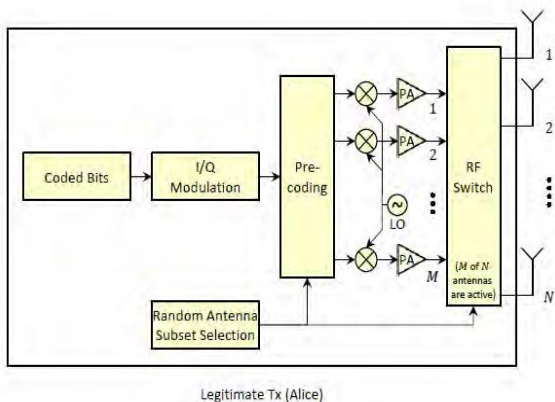 1
2
N
Coded Bits
I/Q
Modulation
Pre-
coding
PA
1
PA
2
LO
PA
M
RF
Switch
(M of N
antennas
are active)
Random Antenna
Subset Selection
Legitimate Tx (Alice)